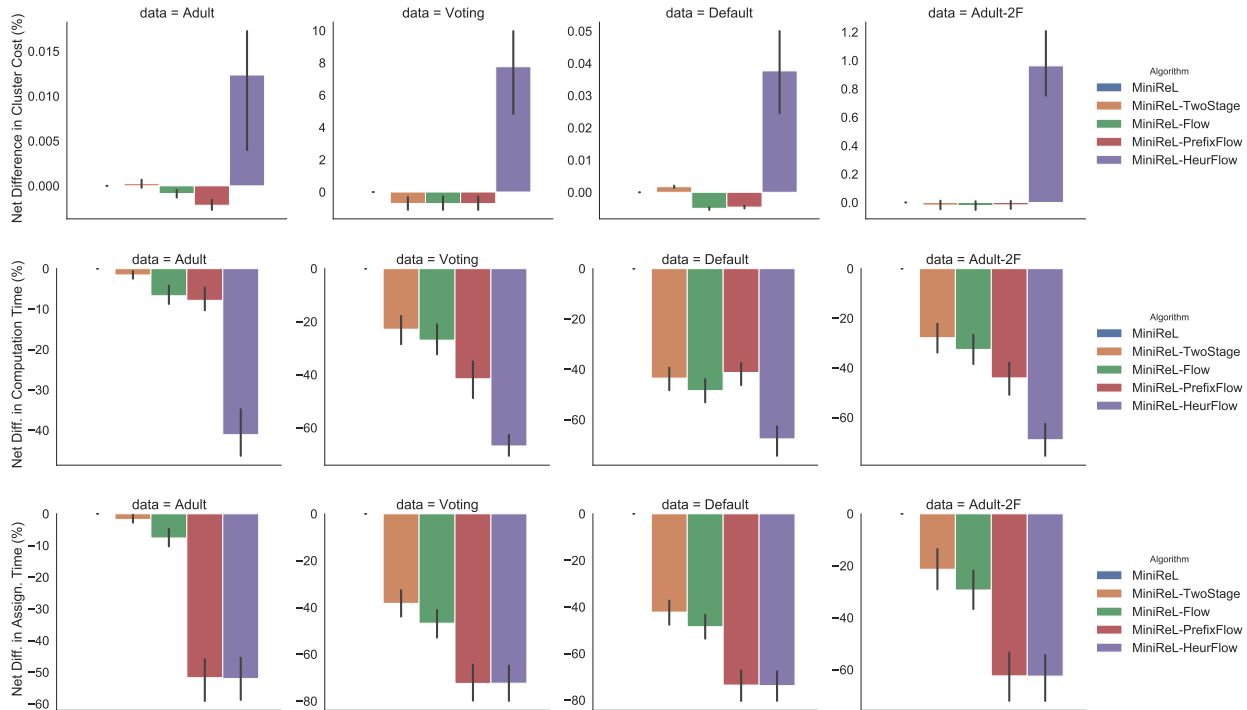 data = Adult
data = Voting
data = Default
data = Adult-2F
Net Difference in Cluster Cost (%)
0.015
0.010
0.005
0.000
10
8
6
4
2
0
0.05
0.04
0.03
0.02
0.01
0.00
1.2
1.0
0.8
0.6
0.4
0.2
0.0
Algorithm
MiniReL
MiniReL-TwoStage
MiniReL-Flow
MiniReL-PrefixFlow
MiniReL-HeurFlow
data = Adult
data = Voting
data = Default
data = Adult-2F
Net Diff. in Computation Time (%)
0
−10
−20
−30
−40
0
−20
−40
−60
0
−20
−40
−60
0
−20
−40
−60
Algorithm
MiniReL
MiniReL-TwoStage
MiniReL-Flow
MiniReL-PrefixFlow
MiniReL-HeurFlow
data = Adult
data = Voting
data = Default
data = Adult-2F
Net Diff. in Assign. Time (%)
0
−10
−20
−30
−40
−50
−60
0
−20
−40
−60
−80
0
−20
−40
−60
−80
0
−20
−40
−60
Algorithm
MiniReL
MiniReL-TwoStage
MiniReL-Flow
MiniReL-PrefixFlow
MiniReL-HeurFlow